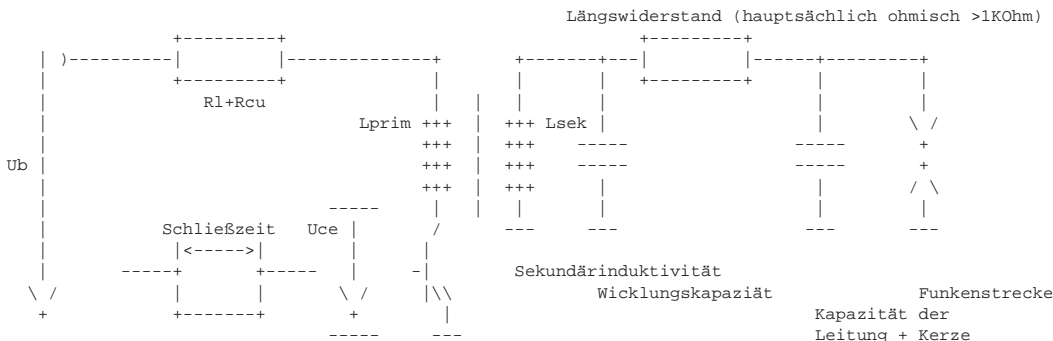 Längswiderstand (hauptsächlich ohmisch >1KOhm)
Rl+Rcu
Lprim
Lsek
Ub
Schließzeit
Uce
Sekundärinduktivität
Wicklungskapaziät
Funkenstrecke
Kapazität der
Leitung + Kerze